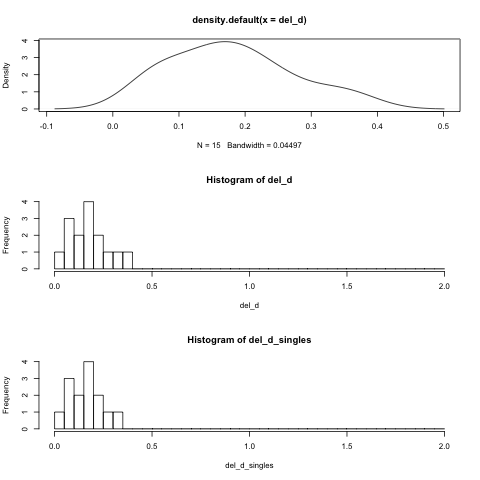 density.default(x = del_d)
Density
0 1 2 3 4
-0.1 0.0 0.1 0.2 0.3 0.4 0.5
N = 15 Bandwidth = 0.04497
Histogram of del_d
Frequency
0 1 2 3 4
0.0 0.5 1.0 1.5 2.0
del_d
Histogram of del_d_singles
Frequency
0 1 2 3 4
0.0 0.5 1.0 1.5 2.0
del_d_singles